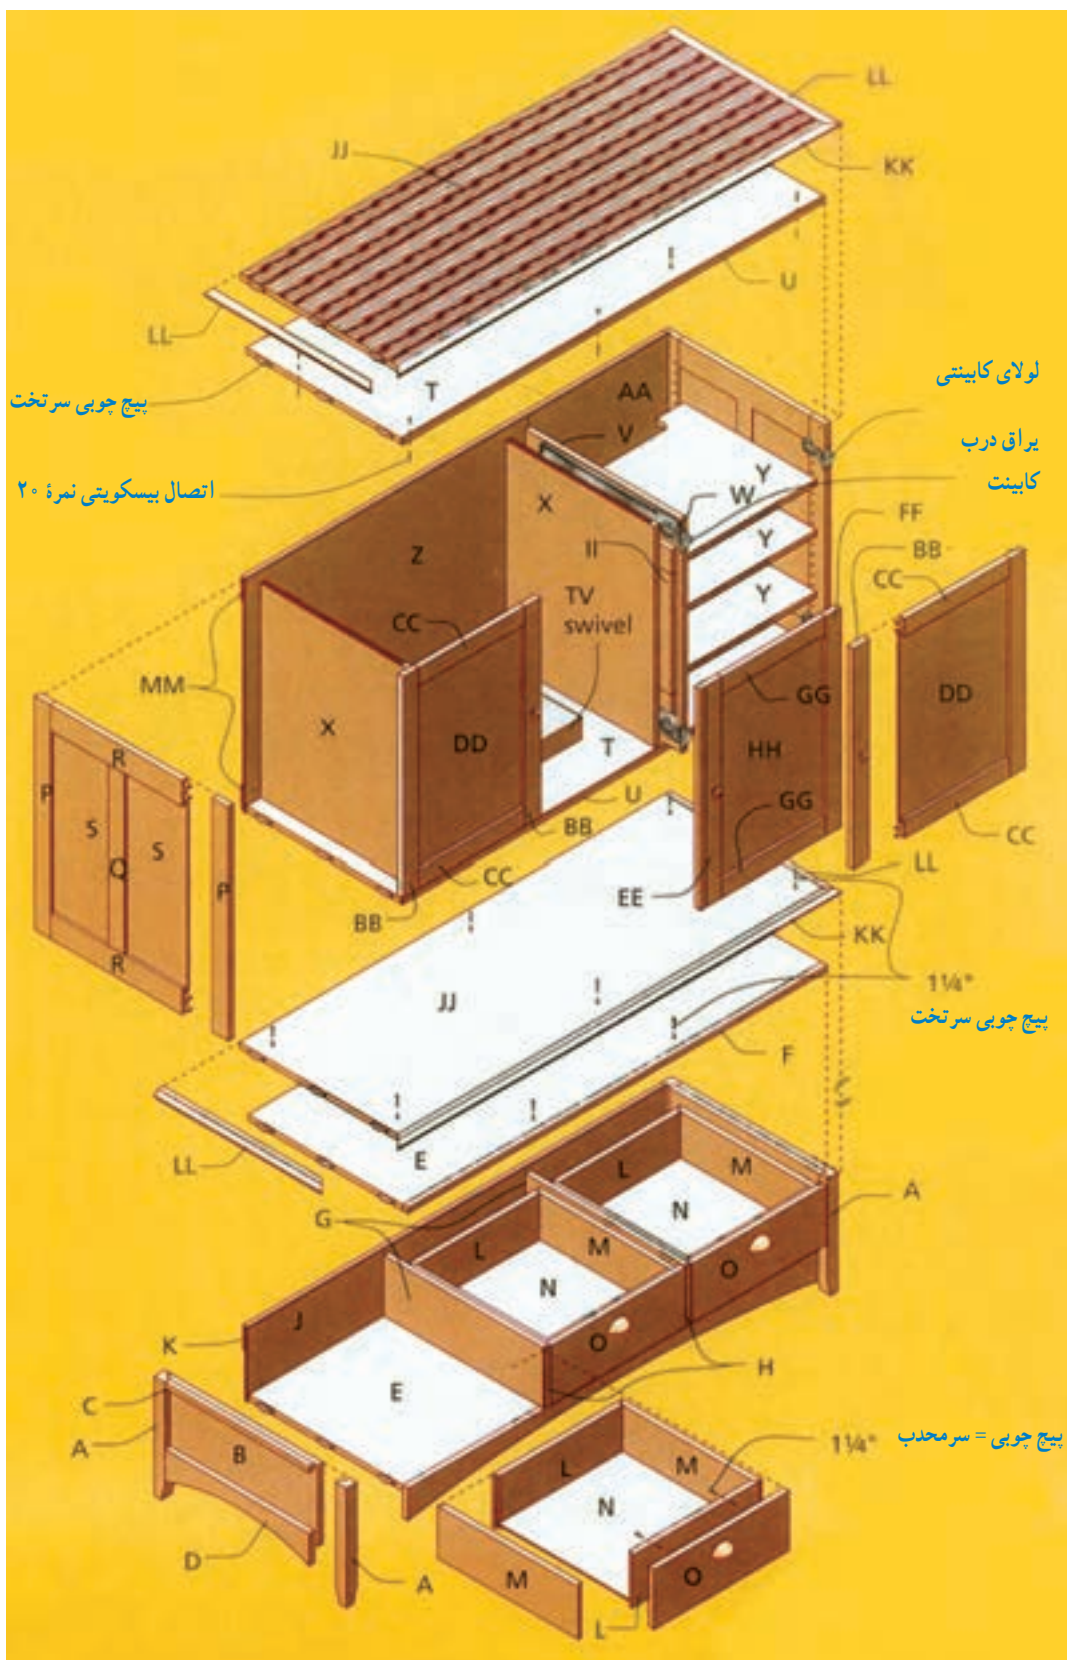 LL
JJ
KK
U
LL
T
پیچ چوبی سرتخت
لولای کابینتی
AA
V
یراق درب
کابینت
Y
W
اتصال بیسکویتی نمرۀ ۲۰
X
FF
II
Y
BB
Z
CC
TV
swivel
Y
CC
MM
GG
DD
X
DD
T
HH
R
P
U
GG
S
BB
S
CC
Q
CC
LL
P
EE
BB
KK
R
1¼"
JJ
پیچ چوبی سرتخت
F
E
LL
L
M
A
G
N
L
M
O
N
J
K
O
H
E
C
A
B
1¼"
پیچ چوبی = سرمحدب
L
M
N
D
A
M
O
L